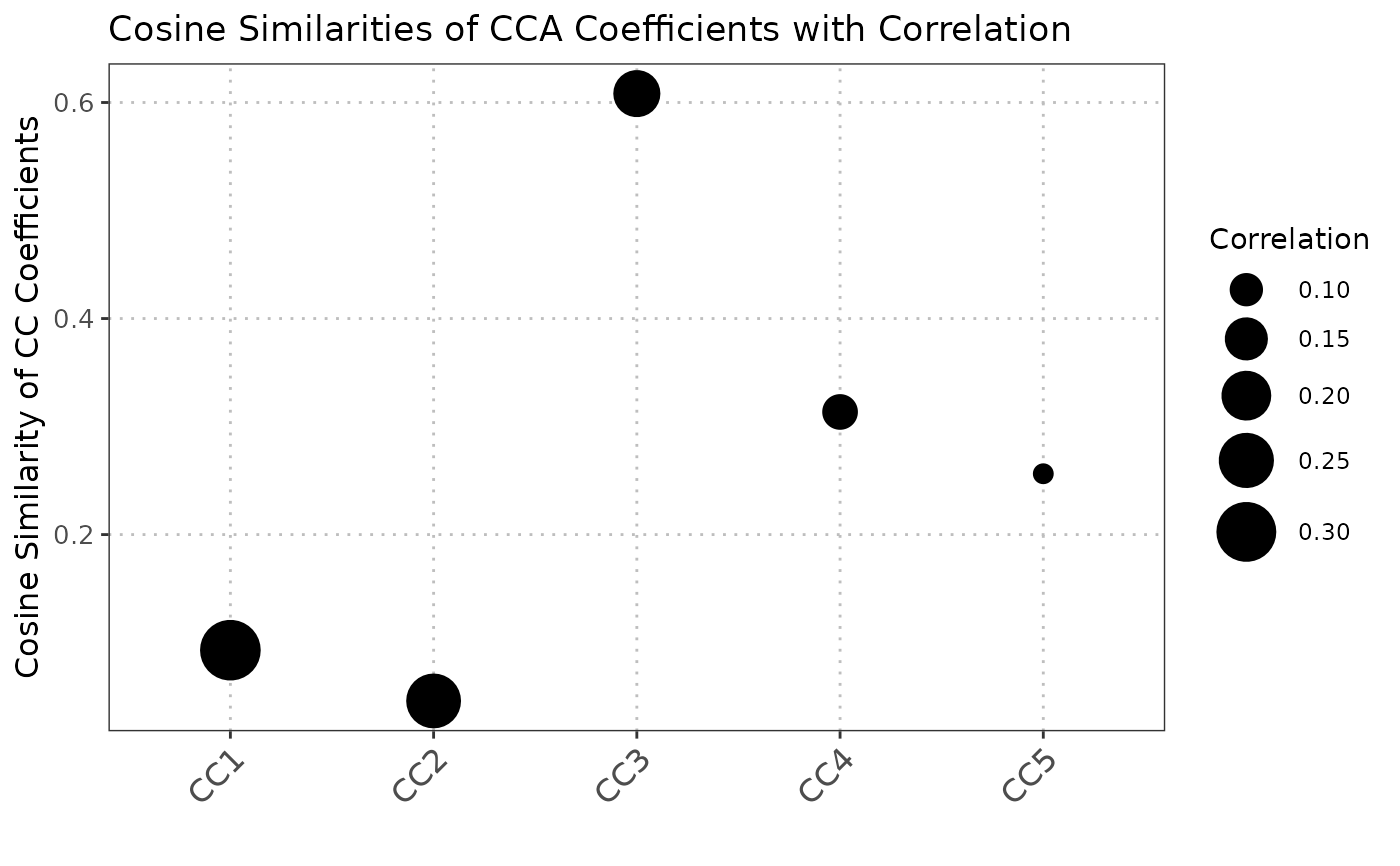 Cosine Similarities of CCA Coefficients with Correlation
Cosine Similarity of CC Coefficients
0.6
0.4
0.2
CC1
CC2
CC3
CC4
CC5
Correlation
0.10
0.15
0.20
0.25
0.30